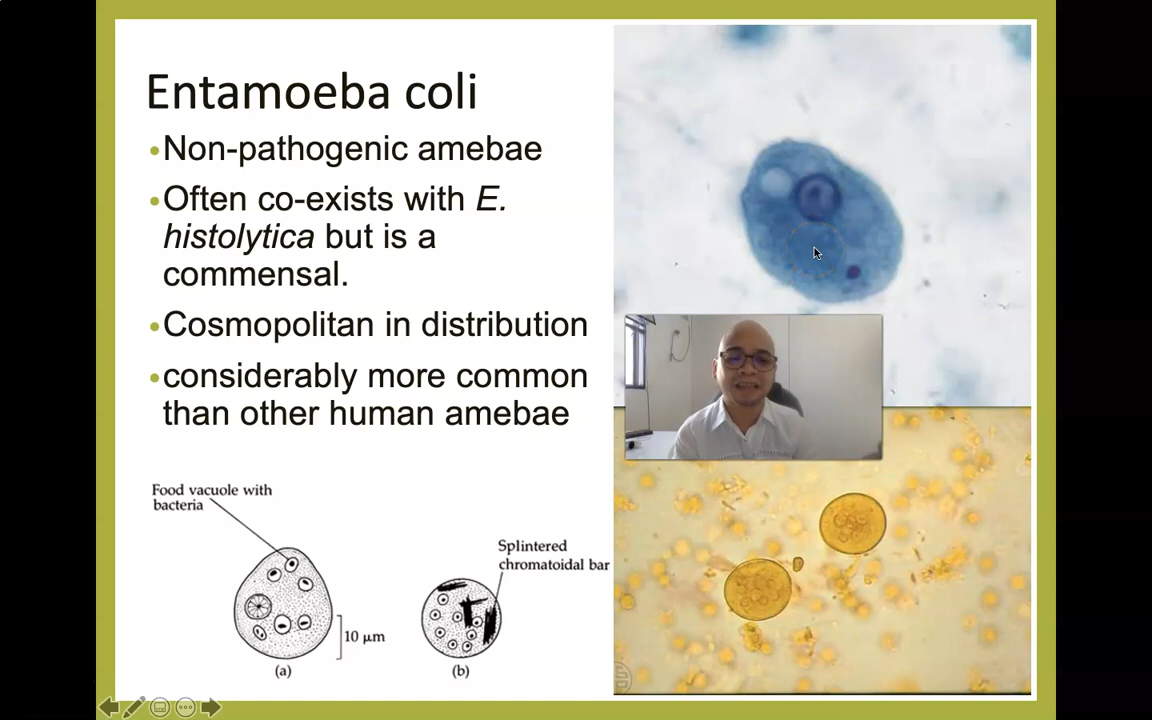 Entamoeba coli
•Non-pathogenic amebae
•Often co-exists with E.
histolytica but is a
commensal.
•Cosmopolitan in distribution
•considerably more common
than other human amebae
Food vacuole with
bacteria
Splintered
chromatoidal bar
10 μm
(a)
(b)